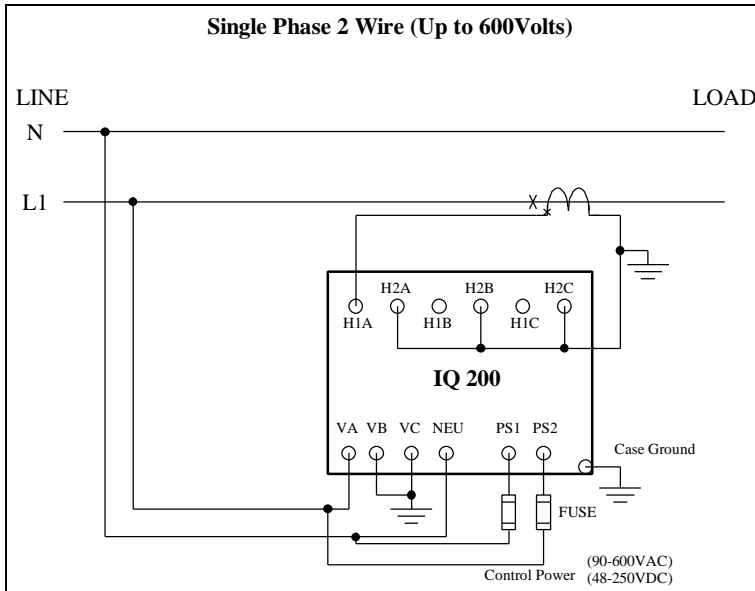 Single Phase 2 Wire (Up to 600Volts)
LINE
LOAD
N
L1
H2A
H2B
H2C
H1A
H1B
H1C
IQ 200
VA
VB
VC
NEU
PS1
PS2
Case Ground
FUSE
Control Power
(90-600VAC)
(48-250VDC)